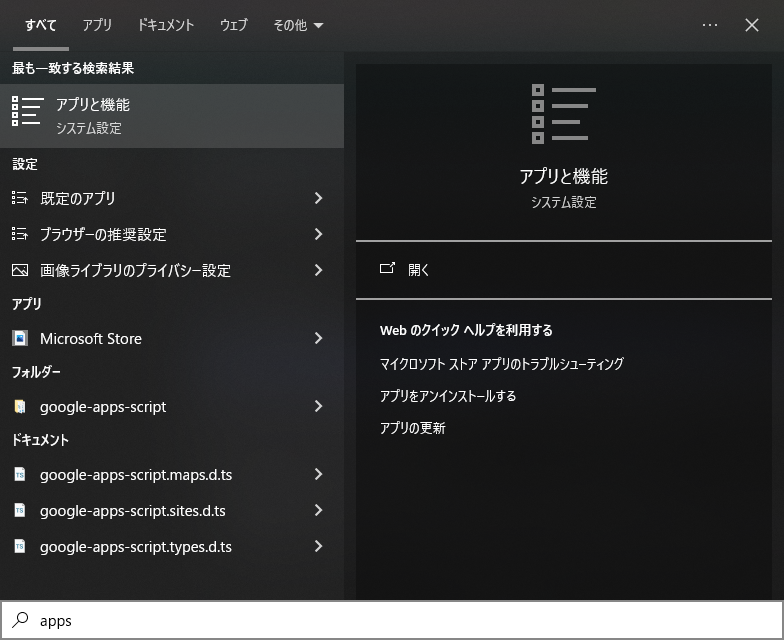 すべて アプリ ドキュメント ウェブ その他
最も一致する検索結果
アプリと機能
システム設定
設定
既定のアプリ
ブラウザーの推奨設定
画像ライブラリのプライバシー設定
アプリ
Microsoft Store
フォルダー
google-apps-script
ドキュメント
google-apps-script.maps.d.ts
google-apps-script.sites.d.ts
google-apps-script.types.d.ts
アプリと機能
システム設定
開く
Web のクイック ヘルプを利用する
マイクロソフト ストア アプリのトラブルシューティング
アプリをアンインストールする
アプリの更新
apps